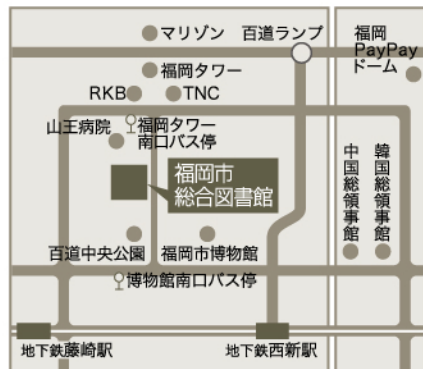 マリゾン
百道ランプ
福岡
PayPay
ドーム
福岡タワー
RKB
TNC
山王病院
福岡タワー
南口バス停
福岡市
総合図書館
中国総領事館
韓国総領事館
百道中央公園
福岡市博物館
博物館南口バス停
地下鉄藤崎駅
地下鉄西新駅